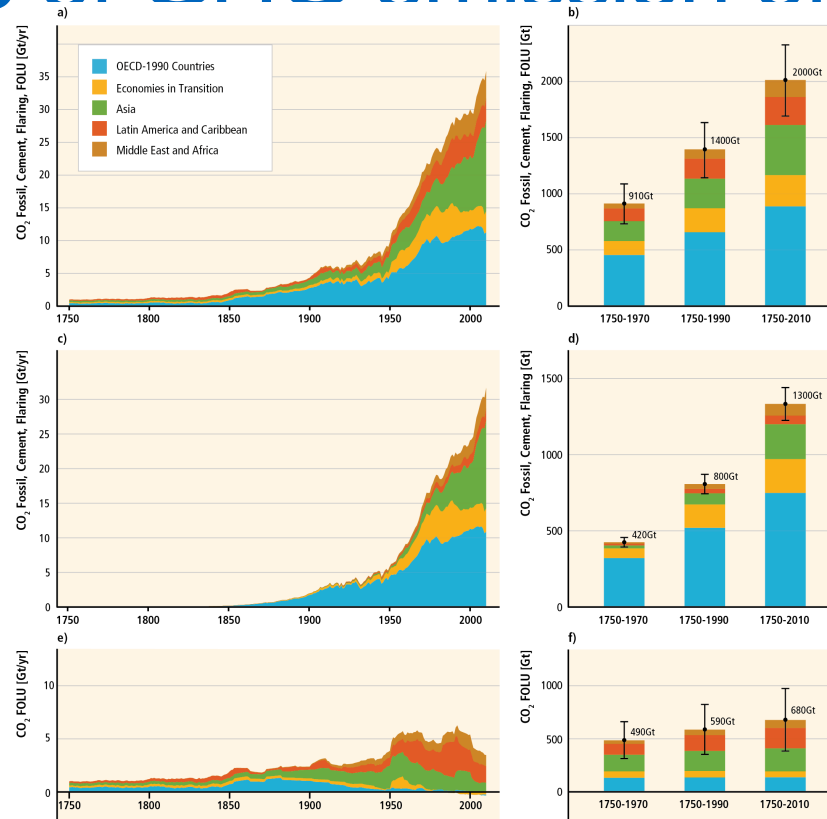 a)
CO2 Fossil, Cement, Flaring, FOLU [Gt/yr]
35
30
25
20
15
10
5
0
OECD-1990 Countries
Economies in Transition
Asia
Latin America and Caribbean
Middle East and Africa
1750 1800 1850 1900 1950 2000
b)
CO2 Fossil, Cement, Flaring, FOLU [Gt]
2000
1500
1000
500
0
910Gt
1400Gt
2000Gt
1750-1970 1750-1990 1750-2010
c)
CO2 Fossil, Cement, Flaring [Gt/yr]
30
25
20
15
10
5
0
1750 1800 1850 1900 1950 2000
d)
CO2 Fossil, Cement, Flaring [Gt]
1500
1000
500
0
420Gt
800Gt
1300Gt
1750-1970 1750-1990 1750-2010
e)
CO2 FOLU [Gt/yr]
10
5
0
1750 1800 1850 1900 1950 2000
f)
CO2 FOLU [Gt]
1000
500
0
490Gt
590Gt
680Gt
1750-1970 1750-1990 1750-2010